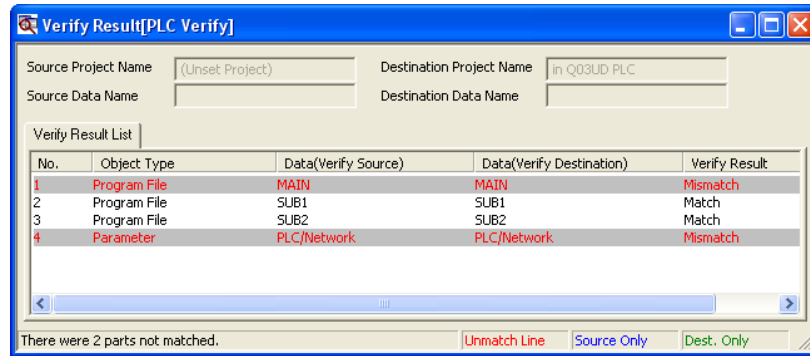 Verify Result[PLC Verify]
Source Project Name (Unset Project) Destination Project Name in Q03UD PLC
Source Data Name Destination Data Name
Verify Result List
No. Object Type Data(Verify Source) Data(Verify Destination) Verify Result
1 Program File MAIN MAIN Mismatch
2 Program File SUB1 SUB1 Match
3 Program File SUB2 SUB2 Match
4 Parameter PLC/Network PLC/Network Mismatch
There were 2 parts not matched. Unmatch Line Source Only Dest. Only